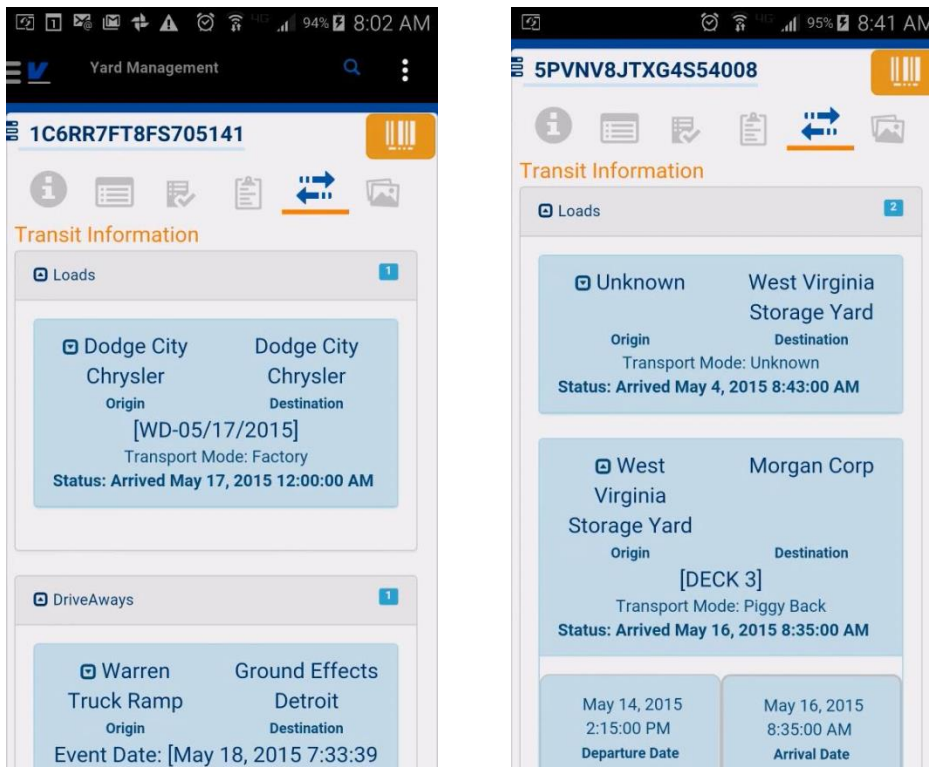 94% 8:02 AM
Yard Management
1C6RR7FT8FS705141
Transit Information
Loads 1
Dodge City Dodge City
Chrysler Chrysler
Origin Destination
[WD-05/17/2015]
Transport Mode: Factory
Status: Arrived May 17, 2015 12:00:00 AM
DriveAways 1
Warren Ground Effects
Truck Ramp Detroit
Origin Destination
Event Date: [May 18, 2015 7:33:39
4G 95% 8:41 AM
5PVNV8JTXG4S54008
Transit Information
Loads 2
Unknown West Virginia
Storage Yard
Origin Destination
Transport Mode: Unknown
Status: Arrived May 4, 2015 8:43:00 AM
West Morgan Corp
Virginia
Storage Yard
Origin Destination
[DECK 3]
Transport Mode: Piggy Back
Status: Arrived May 16, 2015 8:35:00 AM
May 14, 2015 May 16, 2015
2:15:00 PM 8:35:00 AM
Departure Date Arrival Date